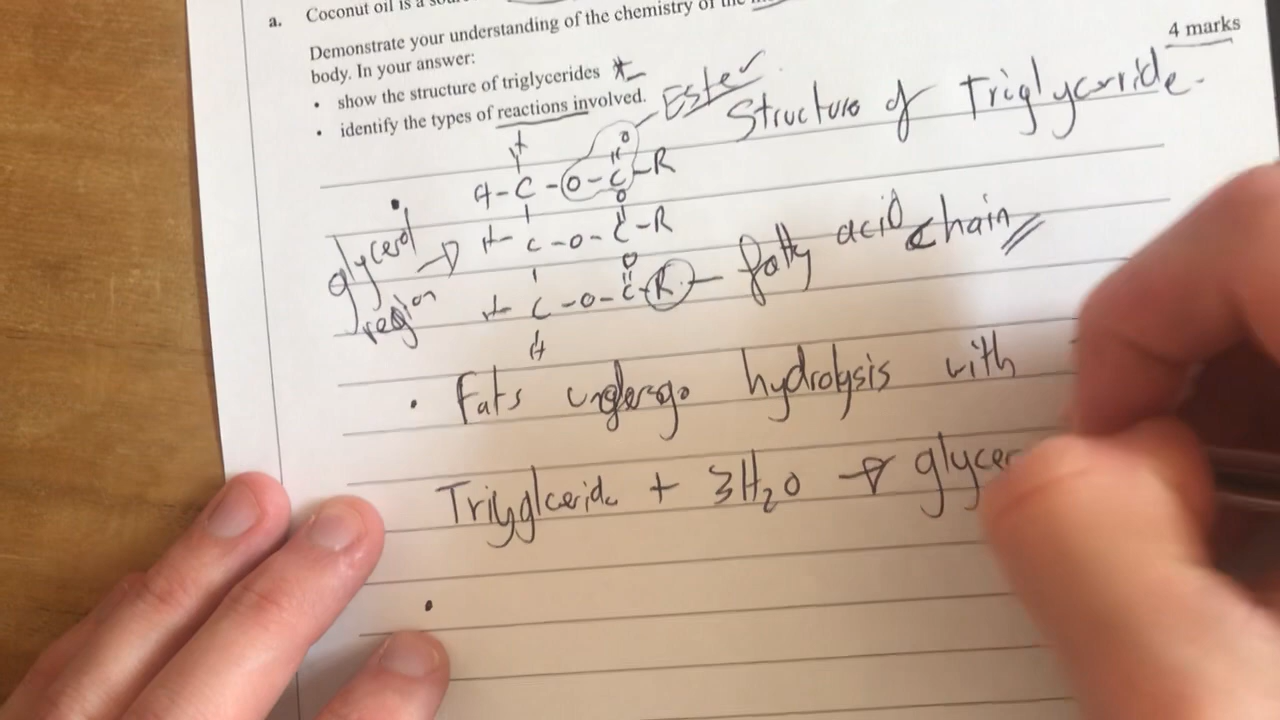 a. Coconut oil is a
Demonstrate your understanding of the chemistry of the
body. In your answer:
4 marks
• show the structure of triglycerides *
• identify the types of reactions involved.
Ester
Structure of Triglyceride.
H
H-C-O-C-R
O
H-C-O-C-R
O
H-C-O-C-R
O
H
glycerol
region
fatty acid chain
• Fats undergo hydrolysis with
Triyglceride + 3H₂O → glycer
•